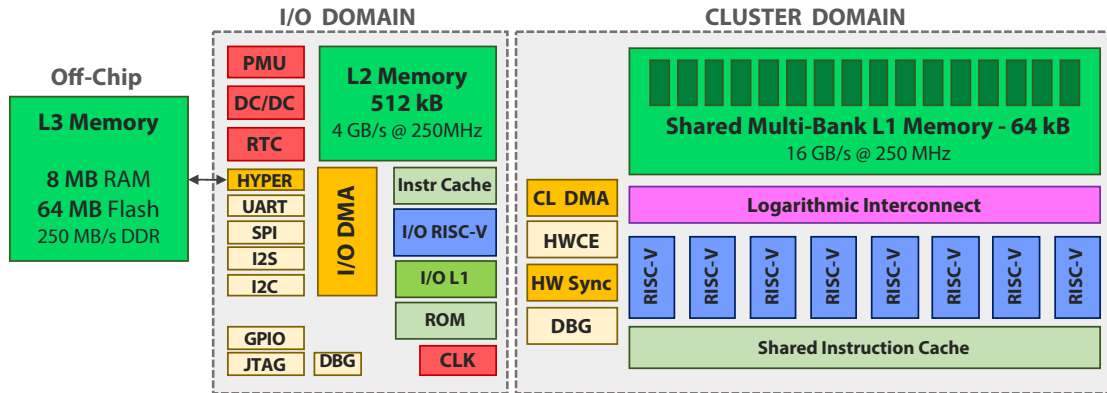 I/O DOMAIN
CLUSTER DOMAIN
Off-Chip
L3 Memory
8 MB RAM
64 MB Flash
250 MB/s DDR
PMU
DC/DC
RTC
HYPER
UART
SPI
I2S
I2C
GPIO
JTAG
DBG
L2 Memory
512 kB
4 GB/s @ 250MHz
I/O DMA
Instr Cache
I/O RISC-V
I/O L1
ROM
CLK
CL DMA
HWCE
HW Sync
DBG
Shared Multi-Bank L1 Memory - 64 kB
16 GB/s @ 250 MHz
Logarithmic Interconnect
RISC-V
RISC-V
RISC-V
RISC-V
RISC-V
RISC-V
RISC-V
RISC-V
Shared Instruction Cache